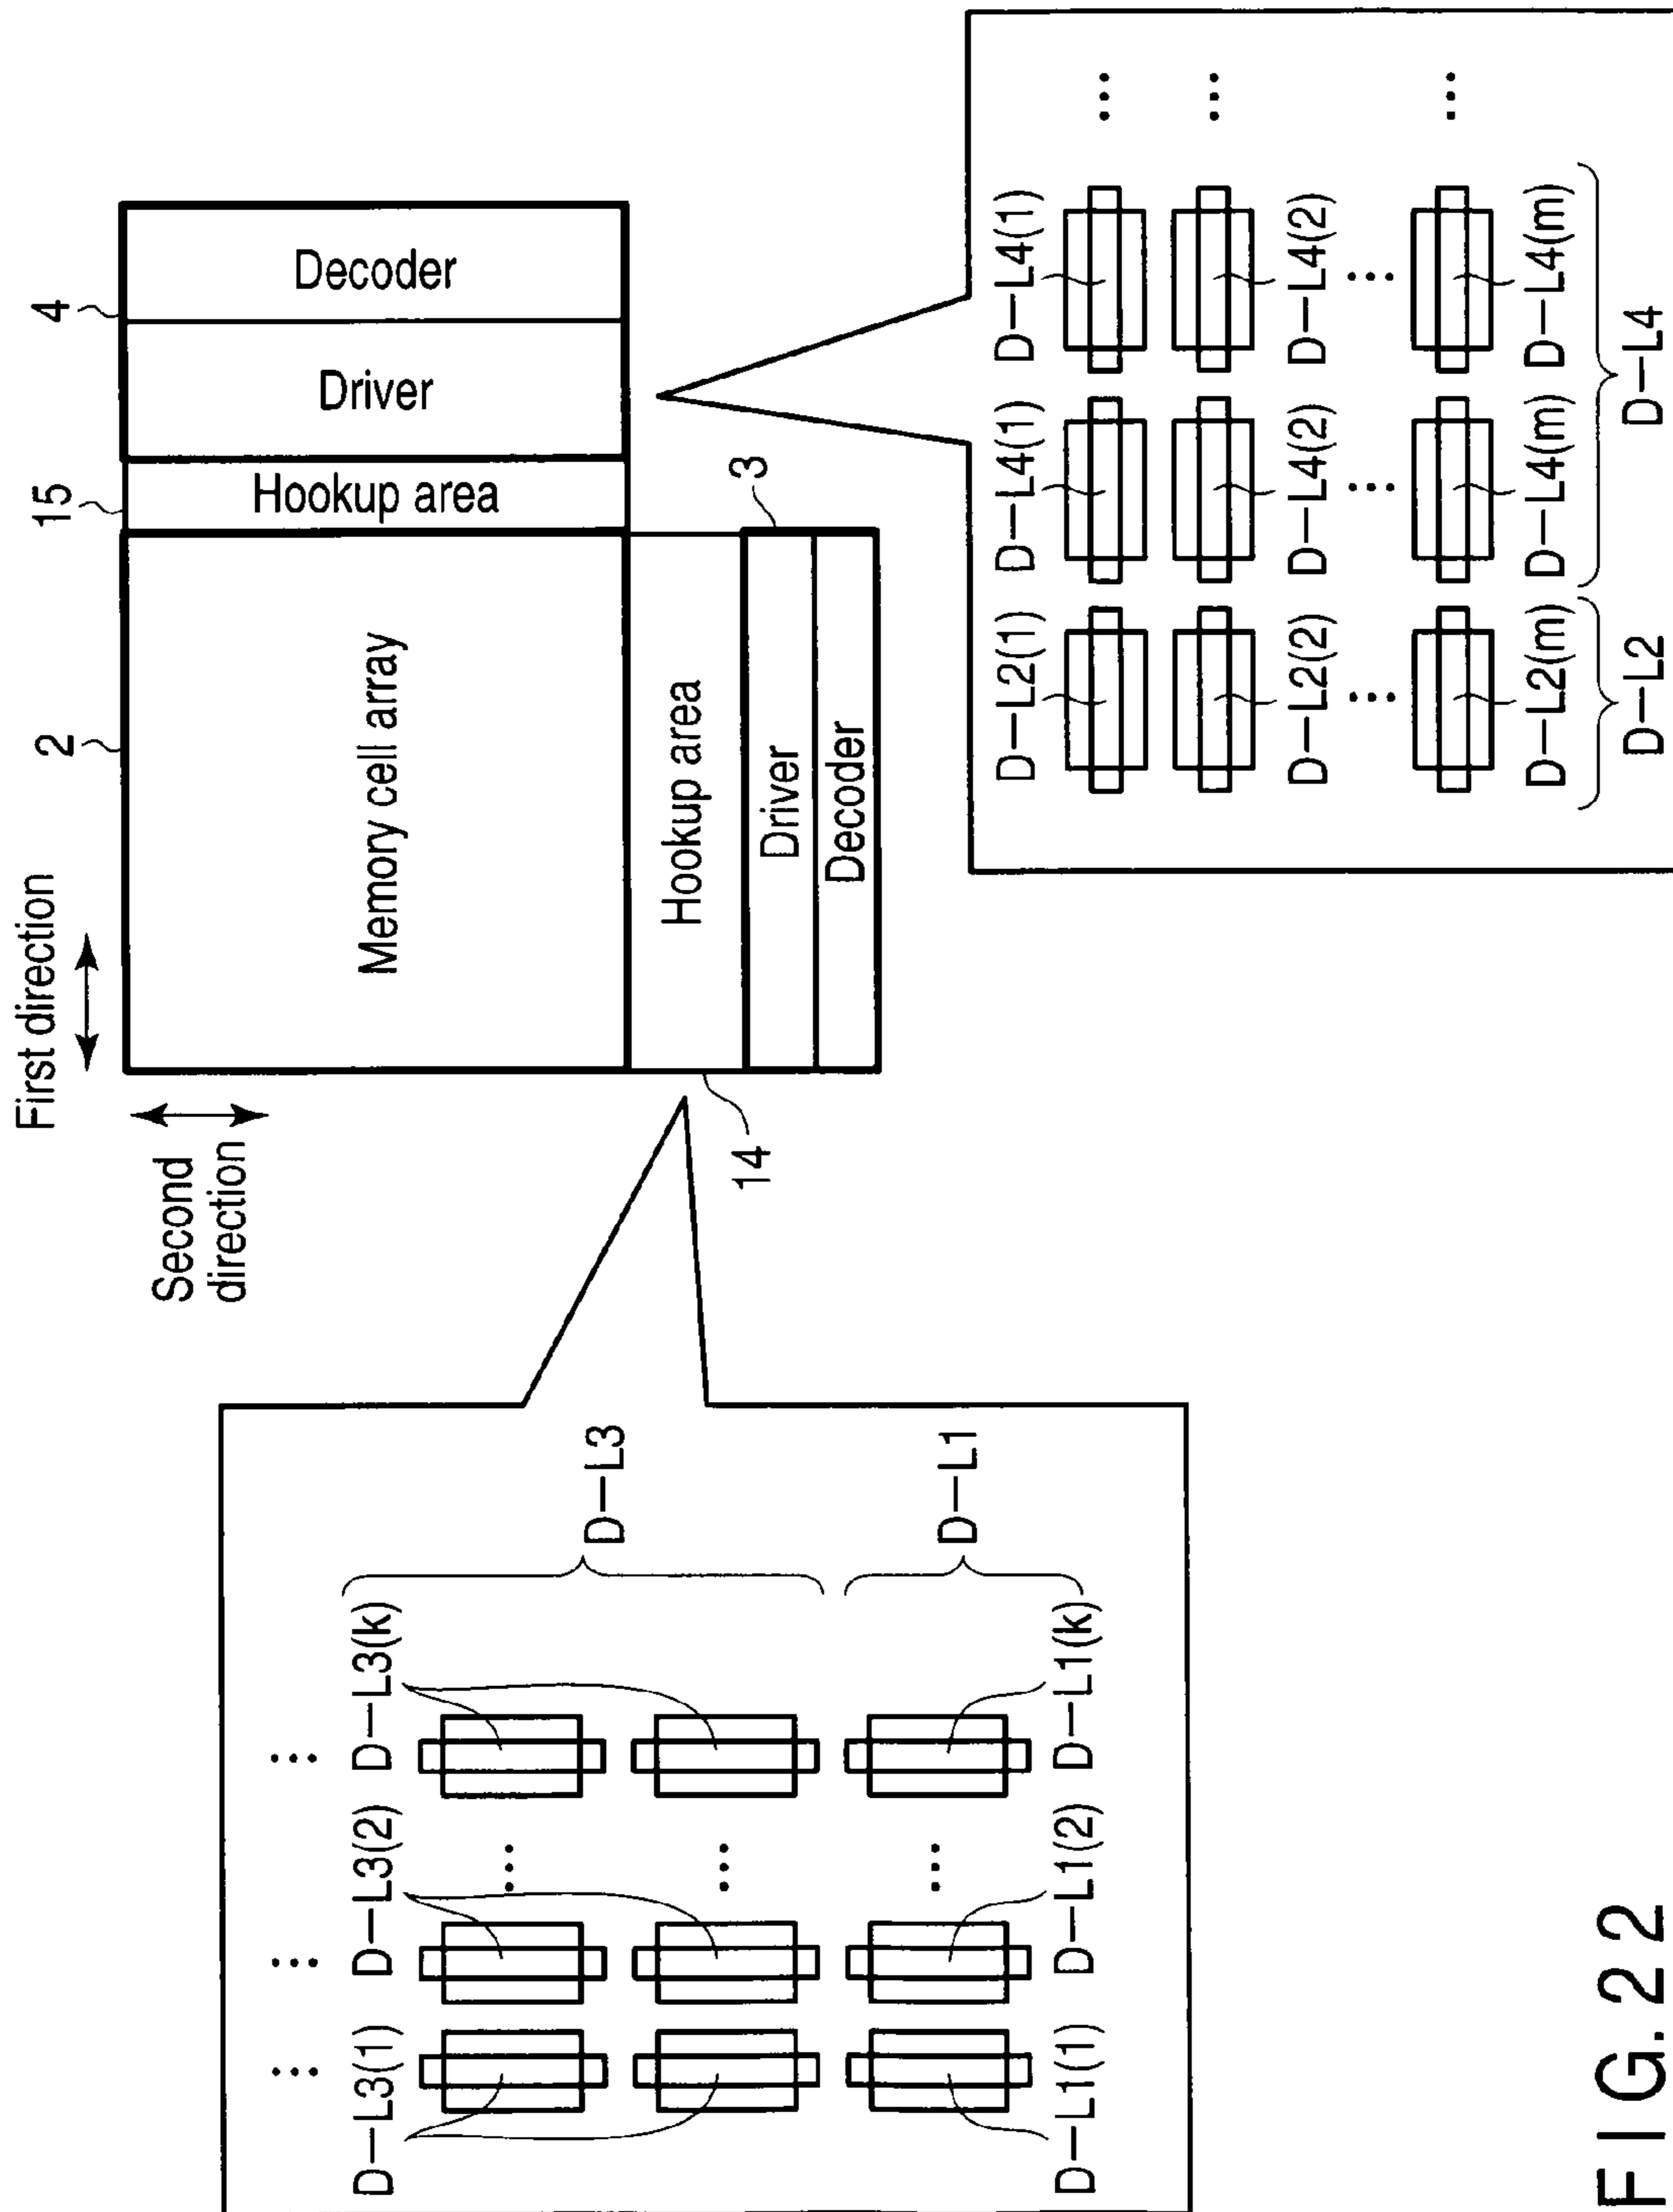 First direction
Second
direction
2
15
4
Memory cell array
Hookup area
Driver
Decoder
Hookup area
Driver
Decoder
3
14
⋮ ⋮ ⋮
D—L3(1) D—L3(2) D—L3(k)
...
...
...
D—L1(1) D—L1(2) D—L1(k)
D—L3
D—L1
D—L2(1) D—L4(1) D—L4(1)
...
...
D—L2(2) D—L4(2) D—L4(2)
⋮ ⋮ ⋮
...
D—L2(m) D—L4(m) D—L4(m)
D—L2 D—L4
FIG. 22